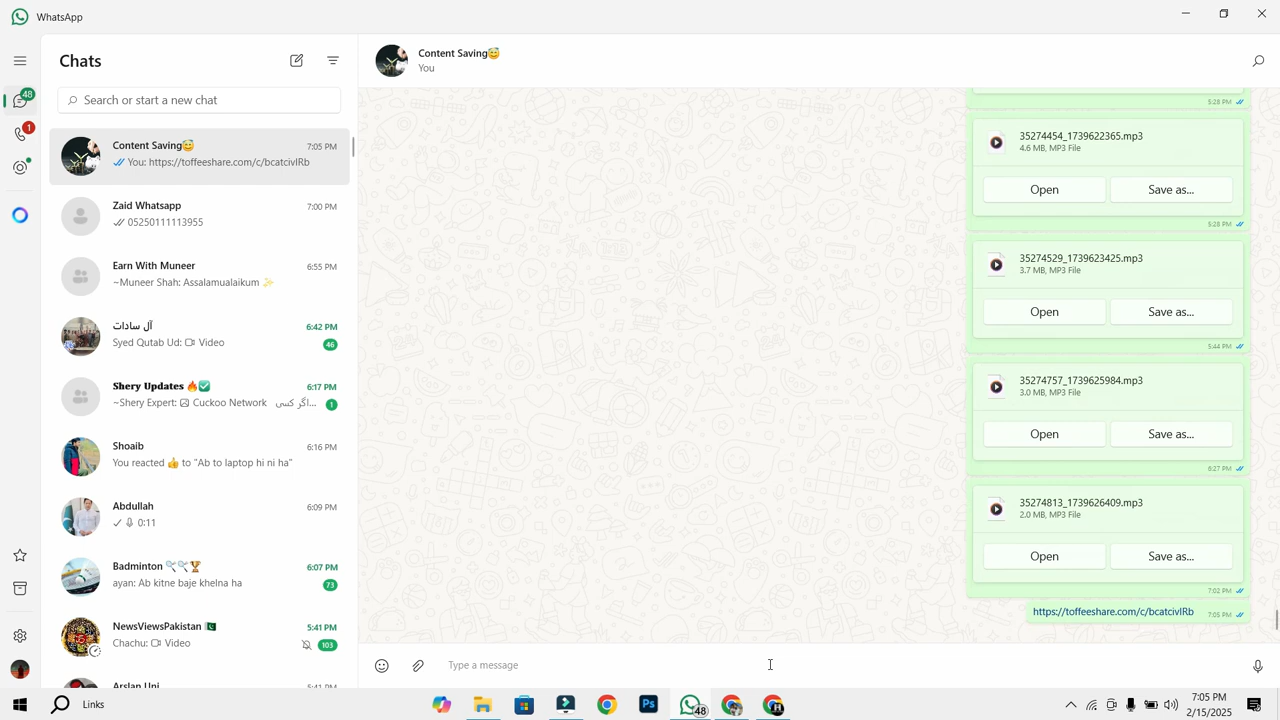 WhatsApp
48
1
Chats
Search or start a new chat
Content Saving😅
7:05 PM
You: https://toffeeshare.com/c/bcatcivIRb
Zaid Whatsapp
7:00 PM
05250111113955
Earn With Muneer
6:55 PM
~Muneer Shah: Assalamualaikum ✨
آل سادات
6:42 PM
Syed Qutab Ud: Video
46
Shery Updates 🔥✅
6:17 PM
~Shery Expert: Cuckoo Network اگر کسی...
1
Shoaib
6:16 PM
You reacted 👍 to "Ab to laptop hi ni ha"
Abdullah
6:09 PM
0:11
Badminton 🏸🏸🏆
6:07 PM
ayan: Ab kitne baje khelna ha
73
NewsViewsPakistan 🇵🇰
5:41 PM
Chachu: Video
103
Arslan Uni
5:41 PM
Content Saving😅
You
5:28 PM
35274454_1739622365.mp3
4.6 MB, MP3 File
Open
Save as...
5:28 PM
35274529_1739623425.mp3
3.7 MB, MP3 File
Open
Save as...
5:44 PM
35274757_1739625984.mp3
3.0 MB, MP3 File
Open
Save as...
6:27 PM
35274813_1739626409.mp3
2.0 MB, MP3 File
Open
Save as...
7:02 PM
https://toffeeshare.com/c/bcatcivIRb
7:05 PM
Type a message
Links
Ps
48
H
7:05 PM
2/15/2025